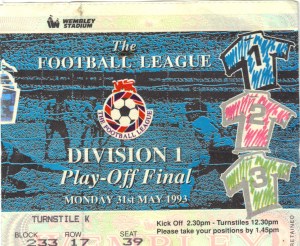 WEMBLEY
STADIUM
The
FOOTBALL LEAGUE
1
2
THE FOOTBALL LEAGUE
DIVISION 1
Play-Off Final
3
MONDAY 31st MAY 1993
TURNSTILE K
Kick Off 2.30pm - Turnstiles 12.30pm
Please take your positions by 1.45pm
BLOCK ROW SEAT
233 17 39